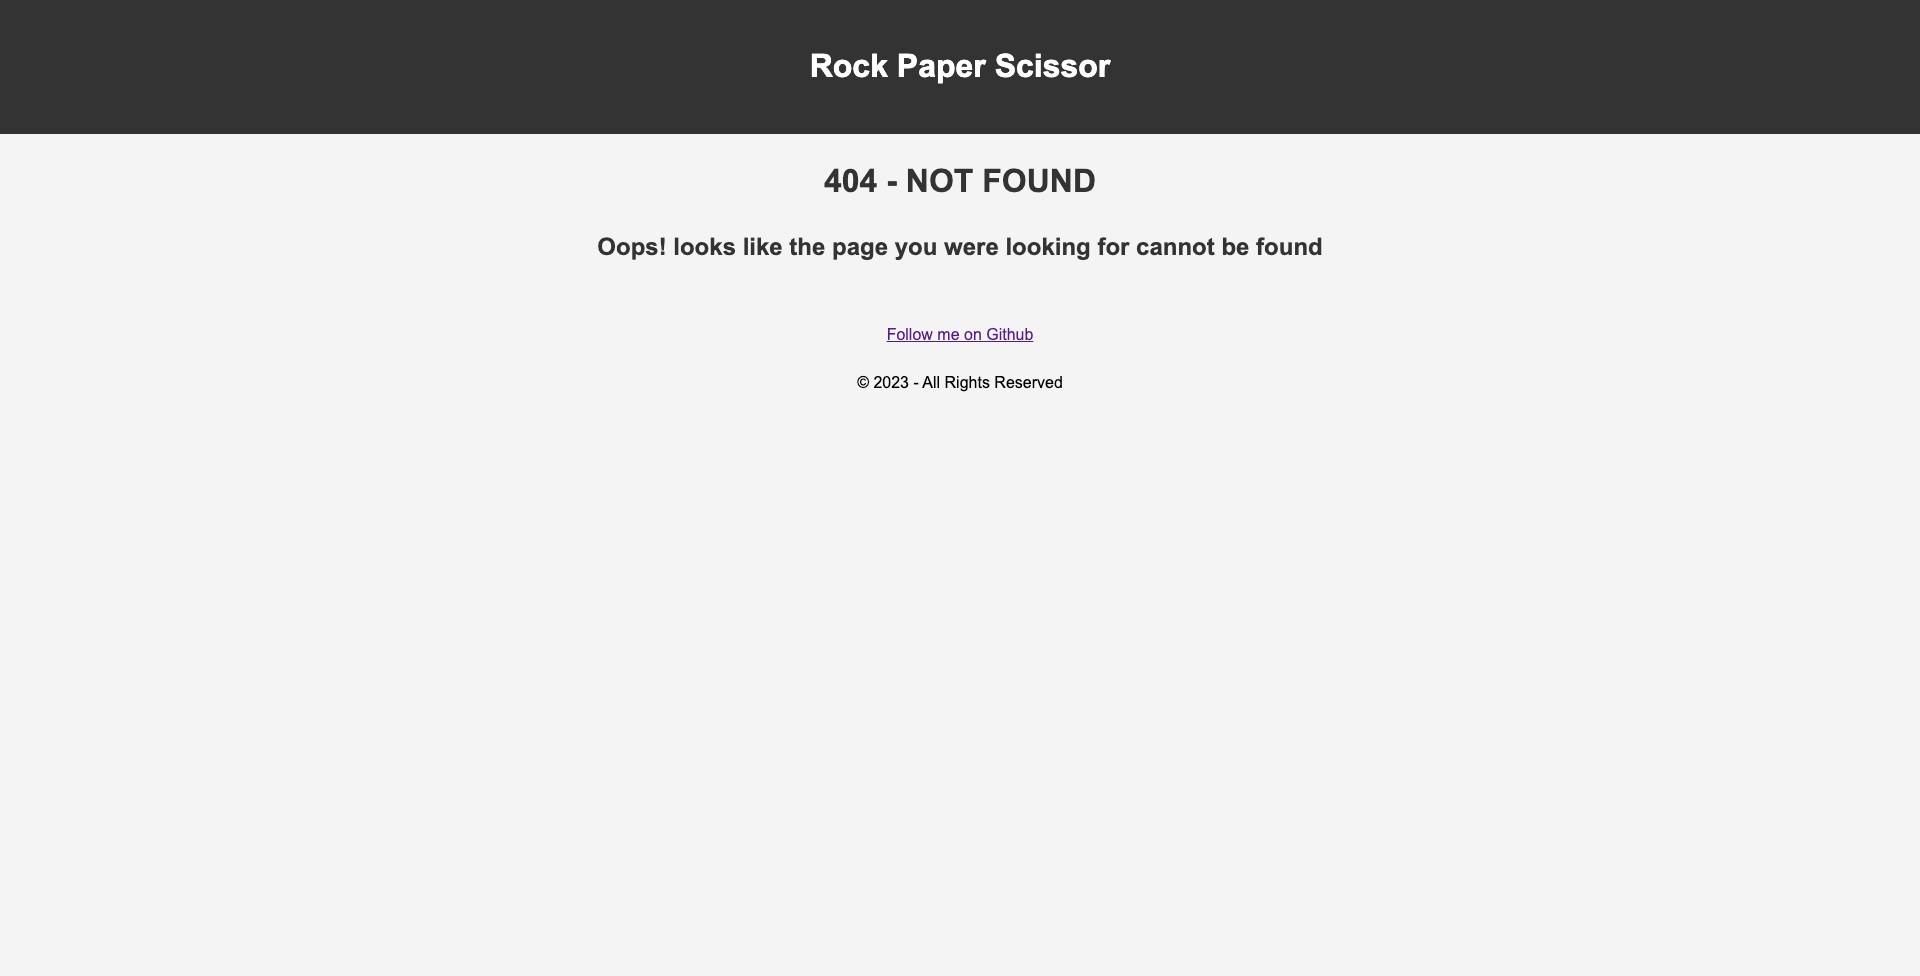 Rock Paper Scissor
404 - NOT FOUND
Oops! looks like the page you were looking for cannot be found
Follow me on Github
© 2023 - All Rights Reserved